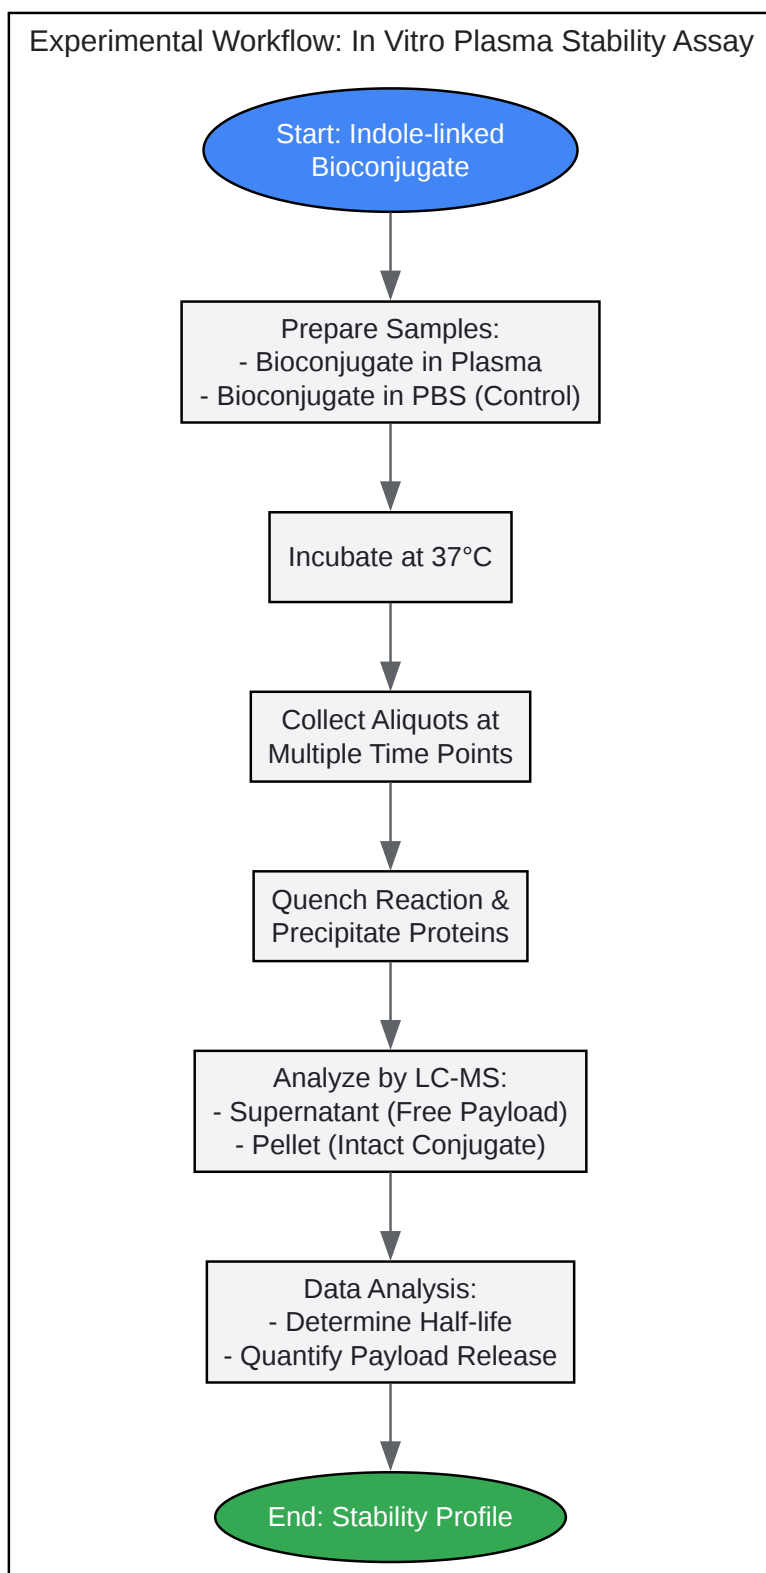 Experimental Workflow: In Vitro Plasma Stability Assay
Start: Indole-linked
Bioconjugate
Prepare Samples:
- Bioconjugate in Plasma
- Bioconjugate in PBS (Control)
Incubate at 37°C
Collect Aliquots at
Multiple Time Points
Quench Reaction &
Precipitate Proteins
Analyze by LC-MS:
- Supernatant (Free Payload)
- Pellet (Intact Conjugate)
Data Analysis:
- Determine Half-life
- Quantify Payload Release
End: Stability Profile